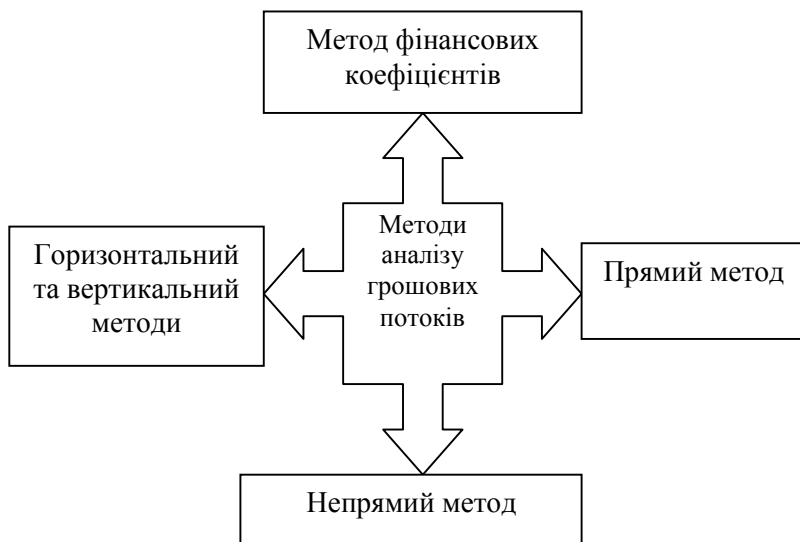 Метод фінансових
коефіцієнтів
Горизонтальний
та вертикальний
методи
Методи
аналізу
грошових
потоків
Прямий метод
Непрямий метод